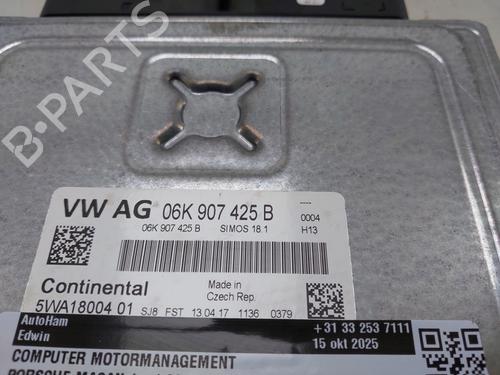 VW AG 06K 907 425 B
0004
06K 907 425 B SIMOS 18.1 H13
Continental
Made in
Czech Rep.
5WA18004 01 SJ8 FST 13 04 17 1136 0379
AutoHam
Edwin
+31 33 253 7111
15 okt 2025
COMPUTER MOTORMANAGEMENT
PORSCHE MACAN